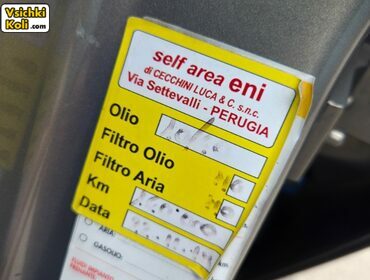 Vsichki
Koli.com
self area eni
di CECCHINI LUCA & C. s.n.c.
Via Settevalli - PERUGIA
Olio
Filtro Olio
Filtro Aria
Km
Data
ARIA:
GASOLIO:
km